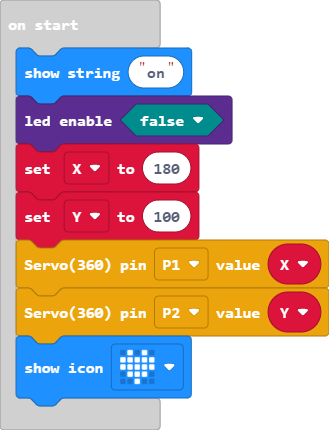 on start
show string "on"
led enable false
set X to 180
set Y to 100
Servo(360) pin P1 value X
Servo(360) pin P2 value Y
show icon